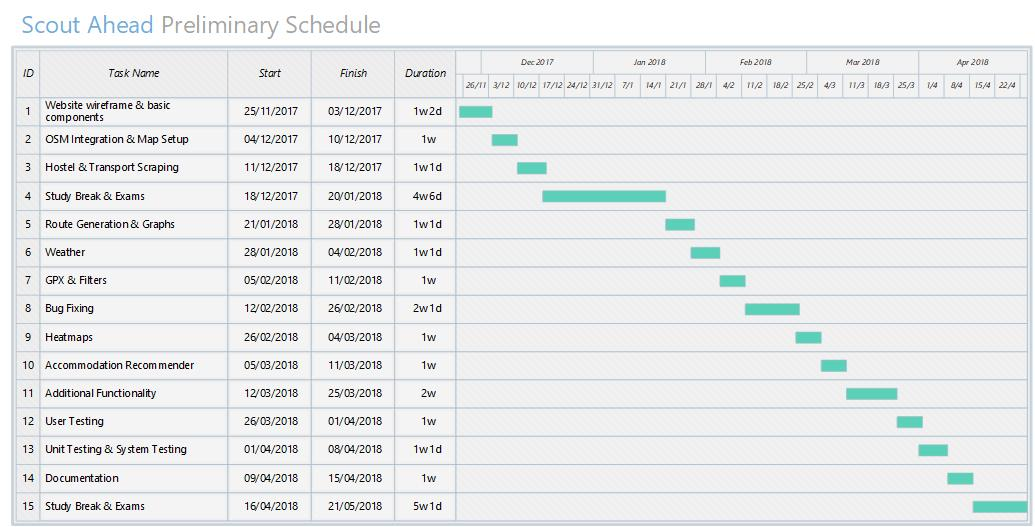 Scout Ahead Preliminary Schedule
ID Task Name Start Finish Duration Dec 2017 Jan 2018 Feb 2018 Mar 2018 Apr 2018
26/11 3/12 10/12 17/12 24/12 31/12 7/1 14/1 21/1 28/1 4/2 11/2 18/2 25/2 4/3 11/3 18/3 25/3 1/4 8/4 15/4 22/4
1 Website wireframe & basic components 25/11/2017 03/12/2017 1w2d
2 OSM Integration & Map Setup 04/12/2017 10/12/2017 1w
3 Hostel & Transport Scraping 11/12/2017 18/12/2017 1w1d
4 Study Break & Exams 18/12/2017 20/01/2018 4w6d
5 Route Generation & Graphs 21/01/2018 28/01/2018 1w1d
6 Weather 28/01/2018 04/02/2018 1w1d
7 GPX & Filters 05/02/2018 11/02/2018 1w
8 Bug Fixing 12/02/2018 26/02/2018 2w1d
9 Heatmaps 26/02/2018 04/03/2018 1w
10 Accommodation Recommender 05/03/2018 11/03/2018 1w
11 Additional Functionality 12/03/2018 25/03/2018 2w
12 User Testing 26/03/2018 01/04/2018 1w
13 Unit Testing & System Testing 01/04/2018 08/04/2018 1w1d
14 Documentation 09/04/2018 15/04/2018 1w
15 Study Break & Exams 16/04/2018 21/05/2018 5w1d